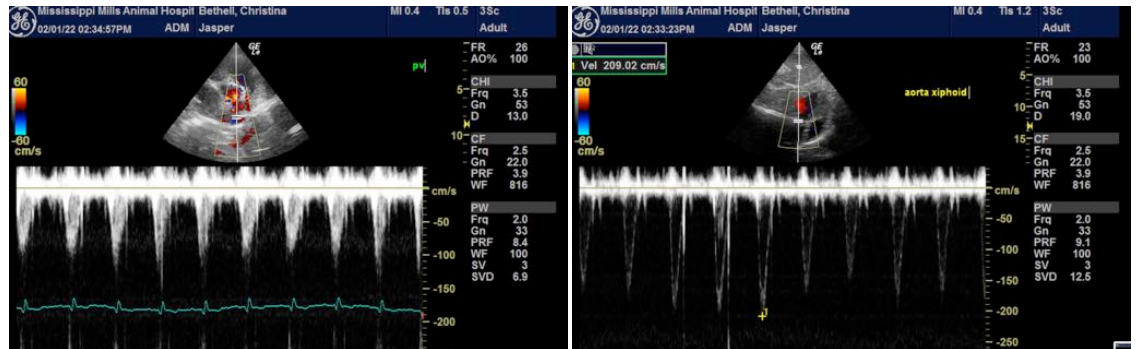 Mississippi Mills Animal Hospit Bethell, Christina MI 0.4 TIs 0.5 3Sc
02/01/22 02:34:57PM ADM Jasper Adult
GE
L*
pv
60
-60
cm/s
5
10
FR 26
AO% 100
CHI
Frq 3.5
Gn 53
D 13.0
CF
Frq 2.5
Gn 22.0
PRF 3.9
WF 816
PW
Frq 2.0
Gn 33
PRF 8.4
WF 100
SV 3
SVD 6.9
cm/s
-50
-100
-150
-200
Mississippi Mills Animal Hospital Bethell, Christina MI 0.4 TIs 1.2 3Sc
02/01/22 02:33:23PM ADM Jasper Adult
1 Vel 209.02 cm/s
GE
L*
aorta xiphoid
60
-60
cm/s
5
10
15
FR 23
AO% 100
CHI
Frq 3.5
Gn 53
D 19.0
CF
Frq 2.5
Gn 22.0
PRF 3.9
WF 816
PW
Frq 2.0
Gn 33
PRF 9.1
WF 100
SV 3
SVD 12.5
cm/s
-50
-100
-150
-200
-250
1